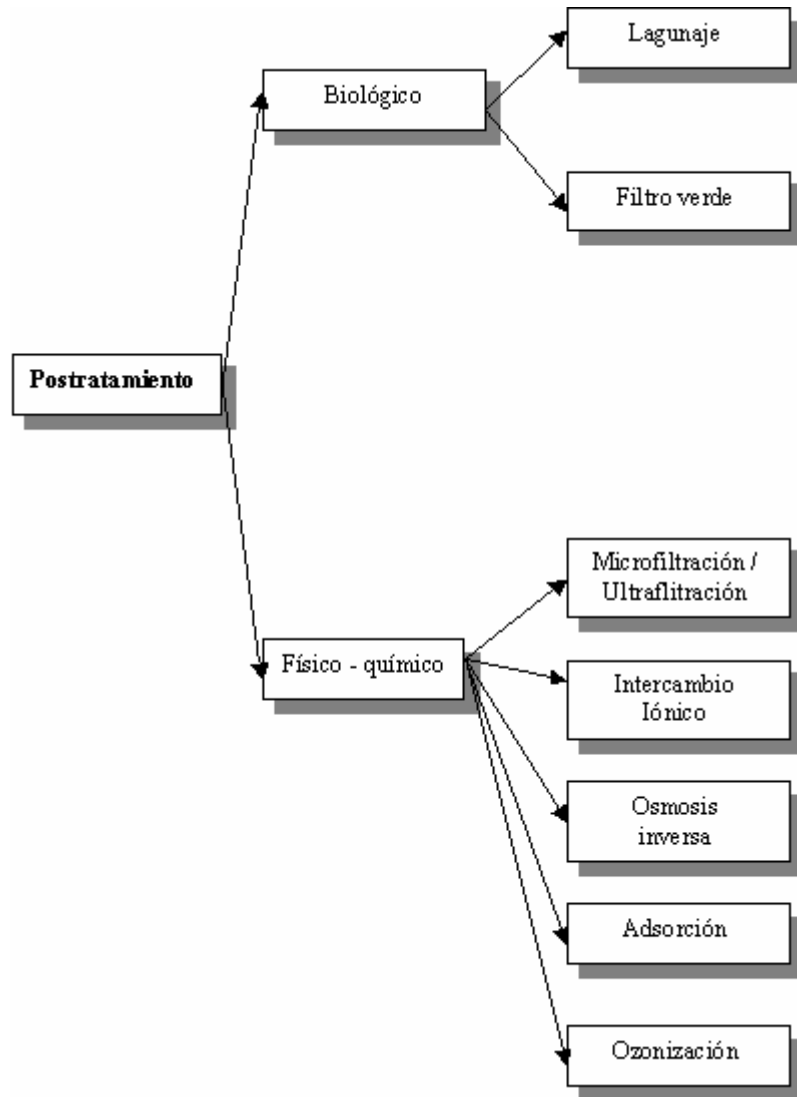 Lagunaje
Biológico
Filtro verde
Postratamiento
Microfiltración /
Ultraflitración
Físico - químico
Intercambio
Iónico
Osmosis
inversa
Adsorción
Ozonización